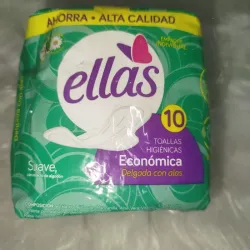 AHORRA • ALTA CALIDAD
ellas
10
TOALLAS
HIGIÉNICAS
Económica
Delgada con alas
Suave,